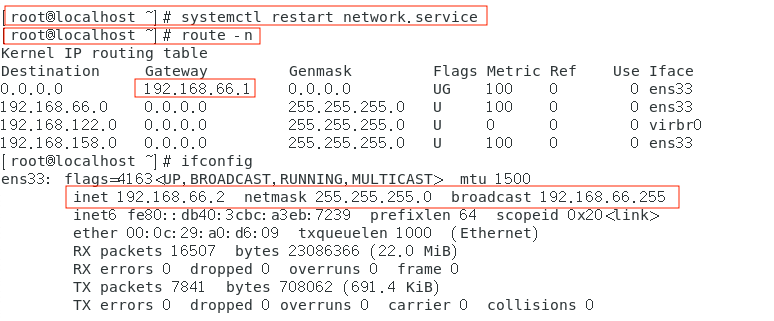 [root@localhost ~]# systemctl restart network.service
[root@localhost ~]# route -n
Kernel IP routing table
Destination     Gateway         Genmask         Flags Metric Ref    Use Iface
0.0.0.0         192.168.66.1    0.0.0.0         UG    100    0        0 ens33
192.168.66.0    0.0.0.0         255.255.255.0   U     100    0        0 ens33
192.168.122.0   0.0.0.0         255.255.255.0   U     0      0        0 virbr0
192.168.158.0   0.0.0.0         255.255.255.0   U     100    0        0 ens33
[root@localhost ~]# ifconfig
ens33: flags=4163<UP,BROADCAST,RUNNING,MULTICAST>  mtu 1500
        inet 192.168.66.2  netmask 255.255.255.0  broadcast 192.168.66.255
        inet6 fe80::db40:3cbc:a3eb:7239  prefixlen 64  scopeid 0x20<link>
        ether 00:0c:29:a0:d6:09  txqueuelen 1000  (Ethernet)
        RX packets 16507  bytes 23086366 (22.0 MiB)
        RX errors 0  dropped 0  overruns 0  frame 0
        TX packets 7841  bytes 708062 (691.4 KiB)
        TX errors 0  dropped 0 overruns 0  carrier 0  collisions 0